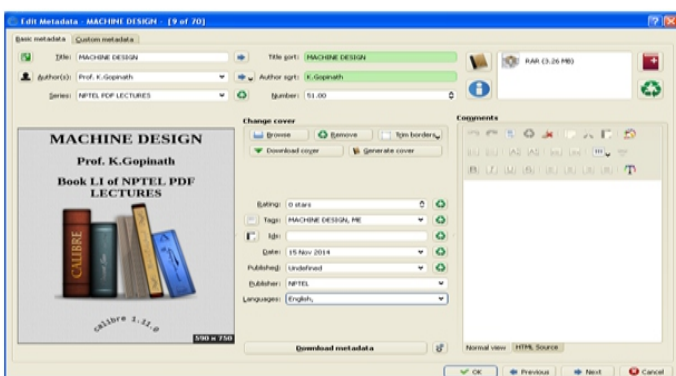 Edit Metadata - MACHINE DESIGN - [9 of 70]
Basic metadata Custom metadata
Title: MACHINE DESIGN Title sort: MACHINE DESIGN
Author(s): Prof. K.Gopinath Author sort: K.Gopinath
Series: NPTEL PDF LECTURES Number: 51.00
RAR (3.26 MB)
Change cover
Browse Remove Trim borders
Download cover Generate cover
MACHINE DESIGN
Prof. K.Gopinath
Book LI of NPTEL PDF
LECTURES
CALIBRE
calibre 1.11.0
590 x 750
Rating: 0 stars
Tags: MACHINE DESIGN, ME
Ids:
Date: 15 Nov 2014
Published: Undefined
Publisher: NPTEL
Languages: English,
Download metadata
Comments
Normal view HTML Source
OK Previous Next Cancel